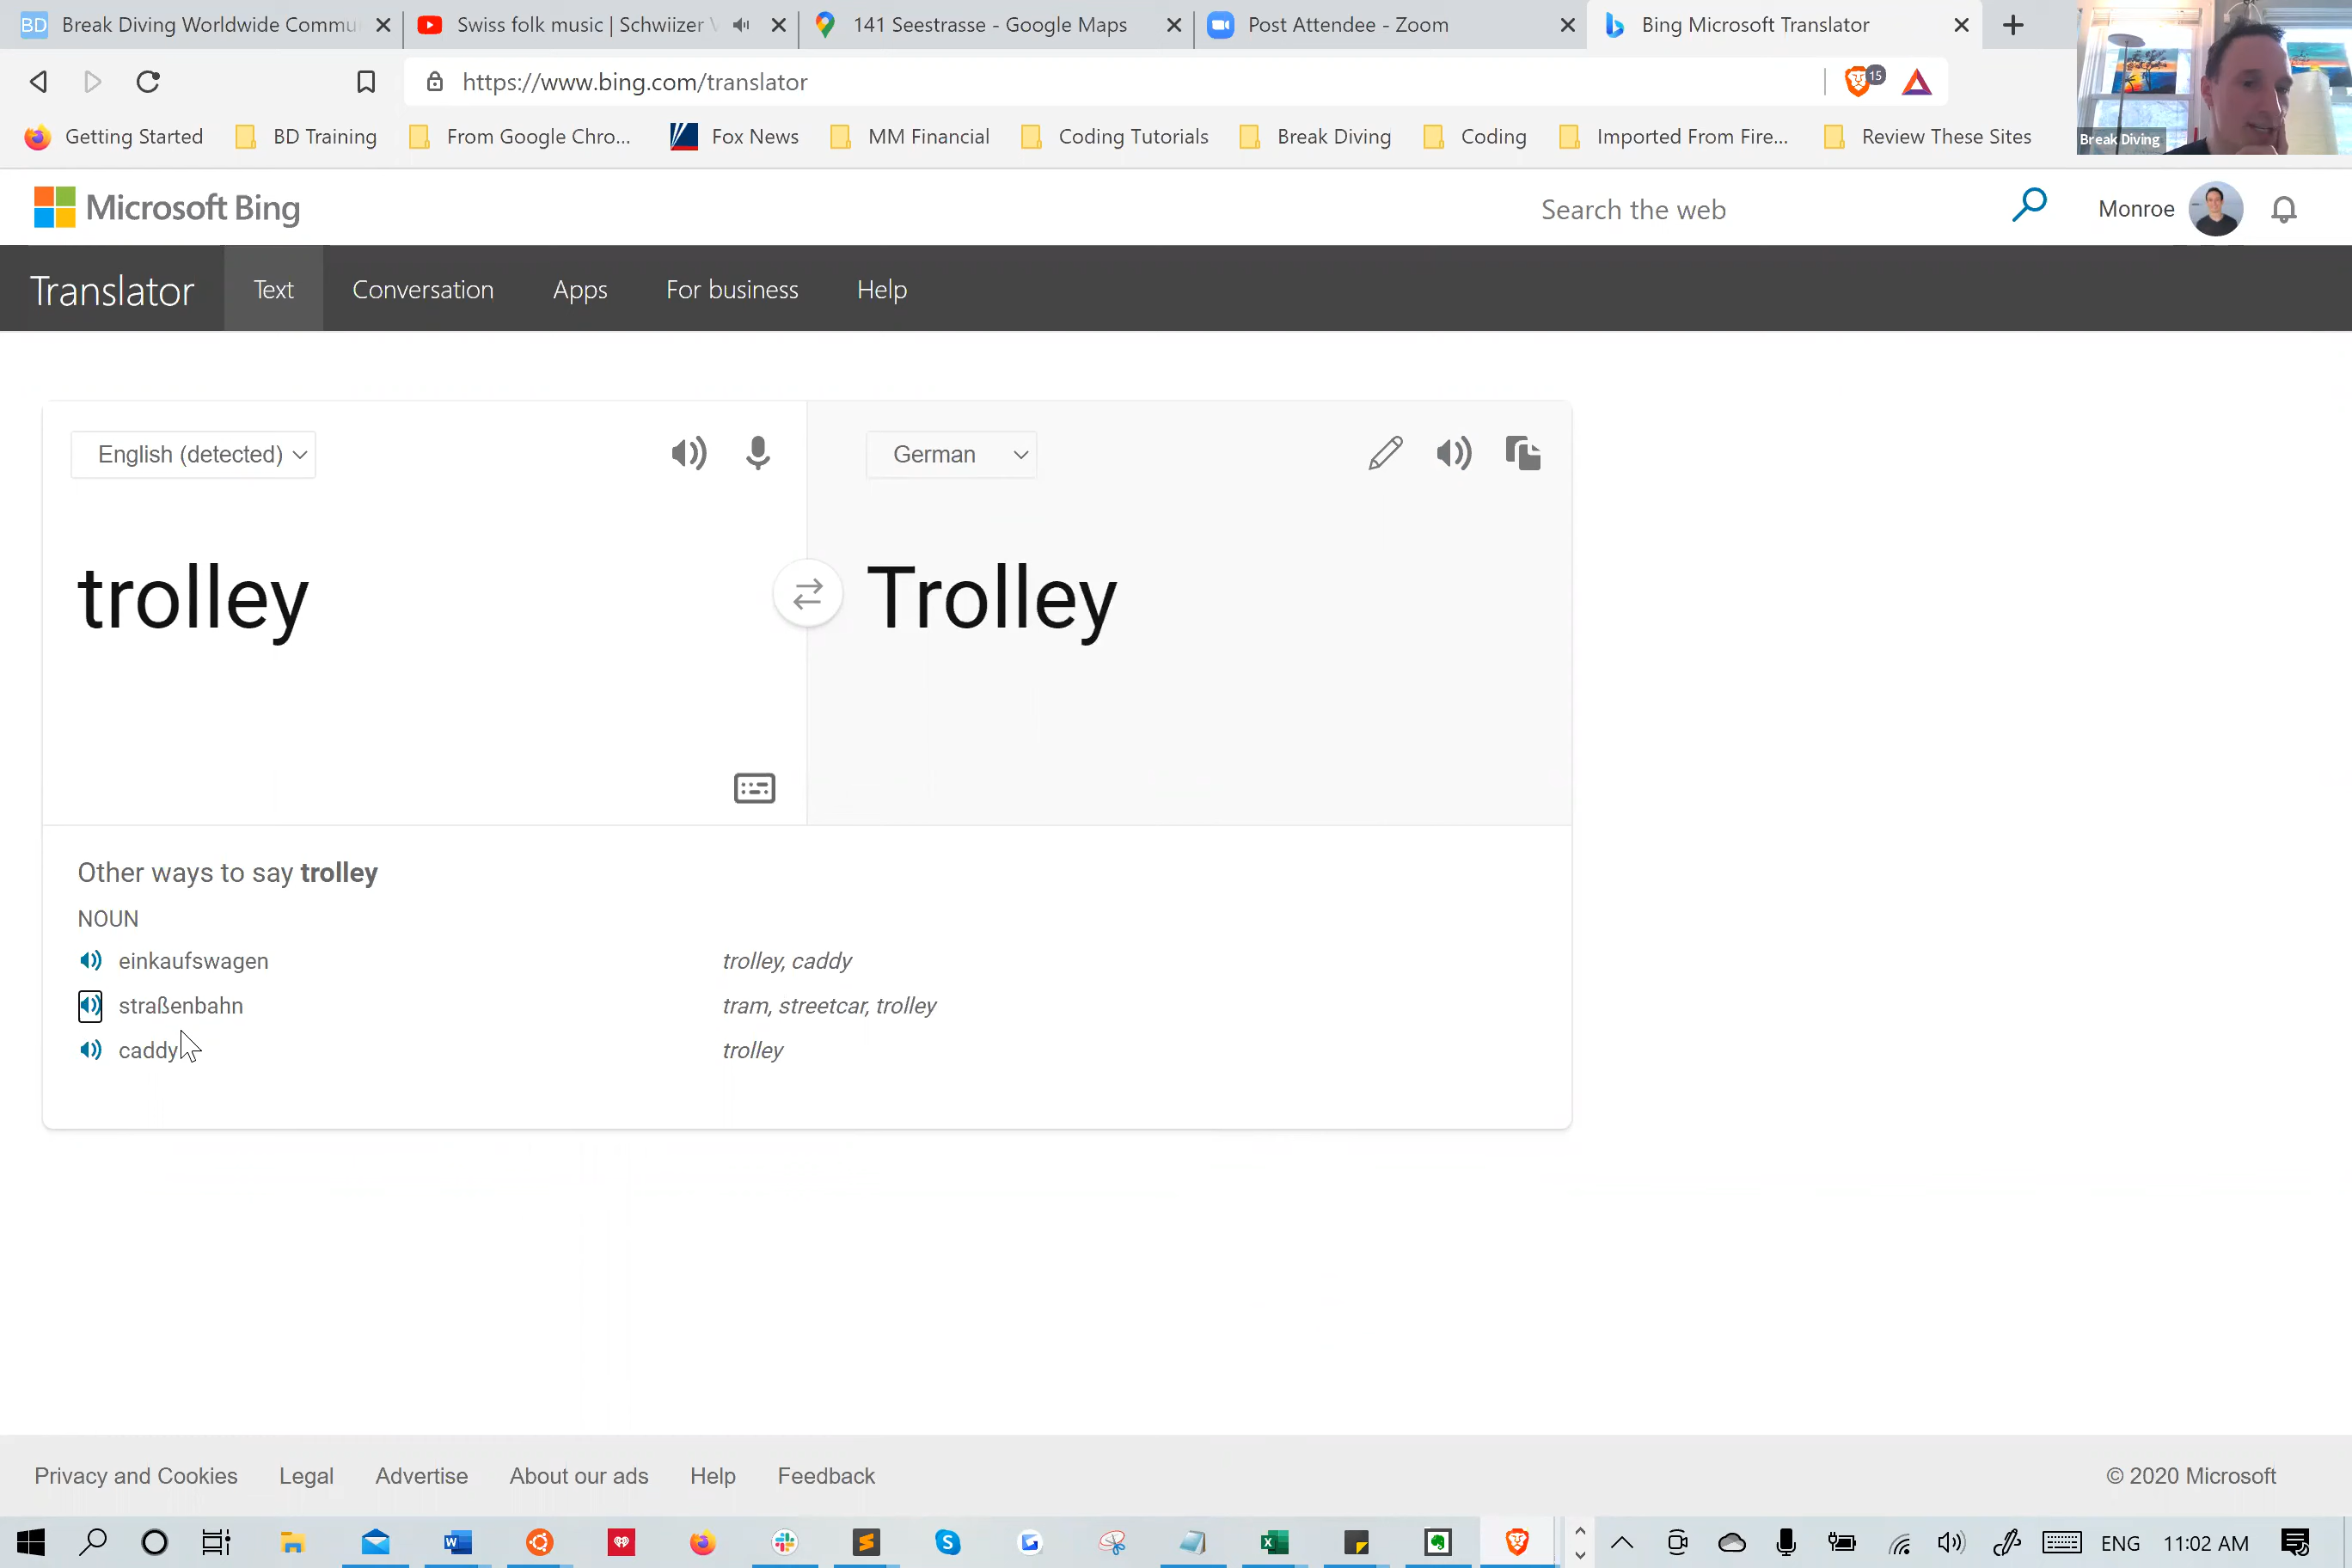 BD Break Diving Worldwide Commu
Swiss folk music | Schwiizer V
141 Seestrasse - Google Maps
Post Attendee - Zoom
Bing Microsoft Translator
https://www.bing.com/translator
15
Getting Started
BD Training
From Google Chro...
Fox News
MM Financial
Coding Tutorials
Break Diving
Coding
Imported From Fire...
Review These Sites
Break Diving
Microsoft Bing
Search the web
Monroe
Translator
Text
Conversation
Apps
For business
Help
English (detected)
German
trolley
Trolley
Other ways to say trolley
NOUN
einkaufswagen
trolley, caddy
straßenbahn
tram, streetcar, trolley
caddy
trolley
Privacy and Cookies
Legal
Advertise
About our ads
Help
Feedback
© 2020 Microsoft
ENG
11:02 AM